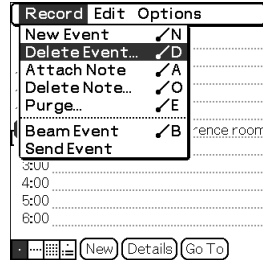 Record Edit Options
New Event ✓N
Delete Event... ✓D
Attach Note ✓A
Delete Note... ✓O
Purge... ✓E
Beam Event ✓B
rence room
Send Event
3:00
4:00
5:00
6:00
New Details Go To